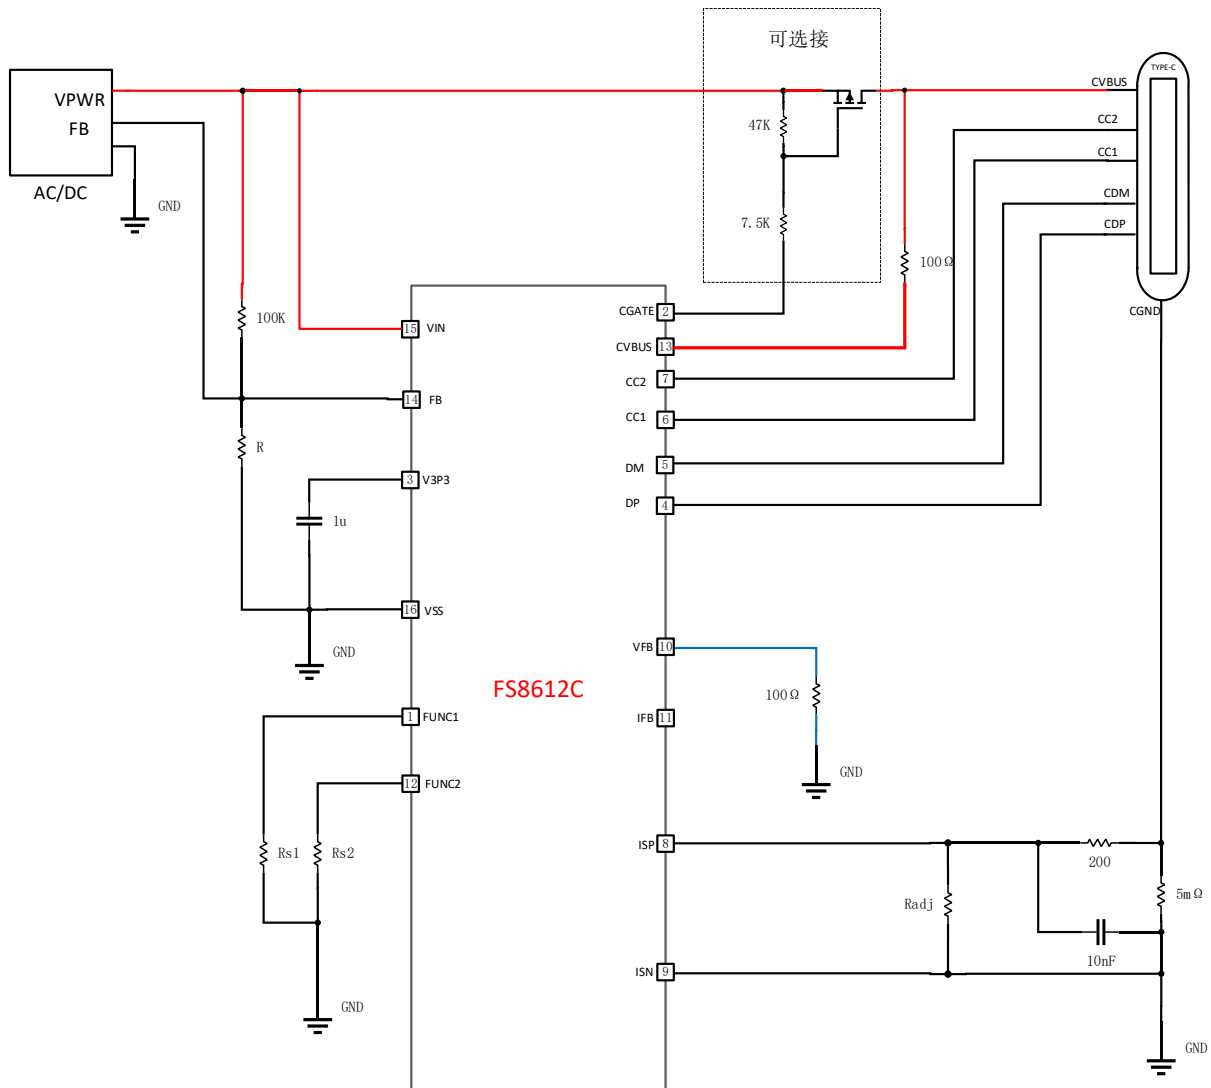 可选接
TYPE-C
VPWR
FB
AC/DC
GND
CVBUS
CC2
CC1
CDM
CDP
CGND
47K
7.5K
100Ω
100K
R
1u
GND
15 VIN
14 FB
3 V3P3
16 VSS
1 FUNC1
12 FUNC2
CGATE 2
CVBUS 13
CC2 7
CC1 6
DM 5
DP 4
VFB 10
IFB 11
ISP 8
ISN 9
FS8612C
100Ω
GND
Rs1
Rs2
GND
Radj
200
5mΩ
10nF
GND